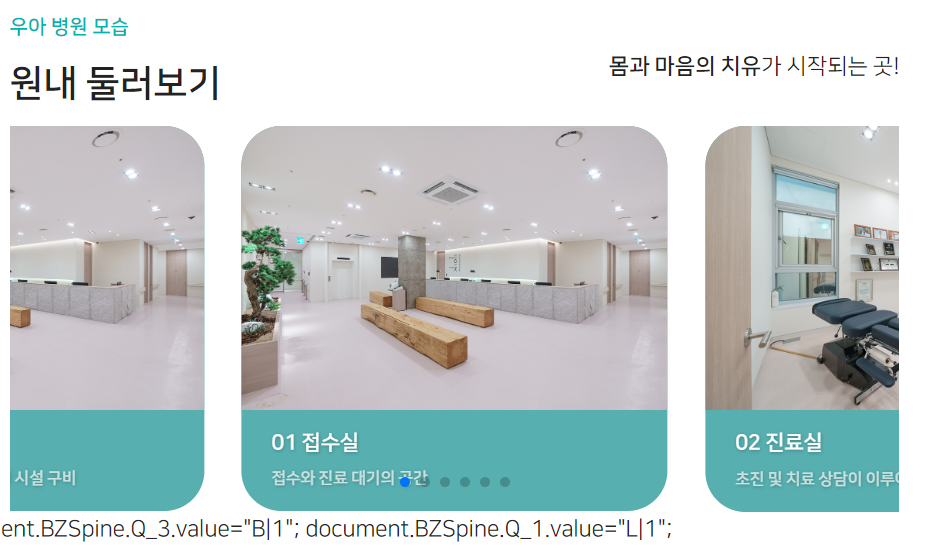 우아 병원 모습
원내 둘러보기
몸과 마음의 치유가 시작되는 곳!
시설 구비
01 접수실
접수와 진료 대기의 공간
02 진료실
초진 및 치료 상담이
ent.BZSpine.Q_3.value="B|1"; document.BZSpine.Q_1.value="L|1";